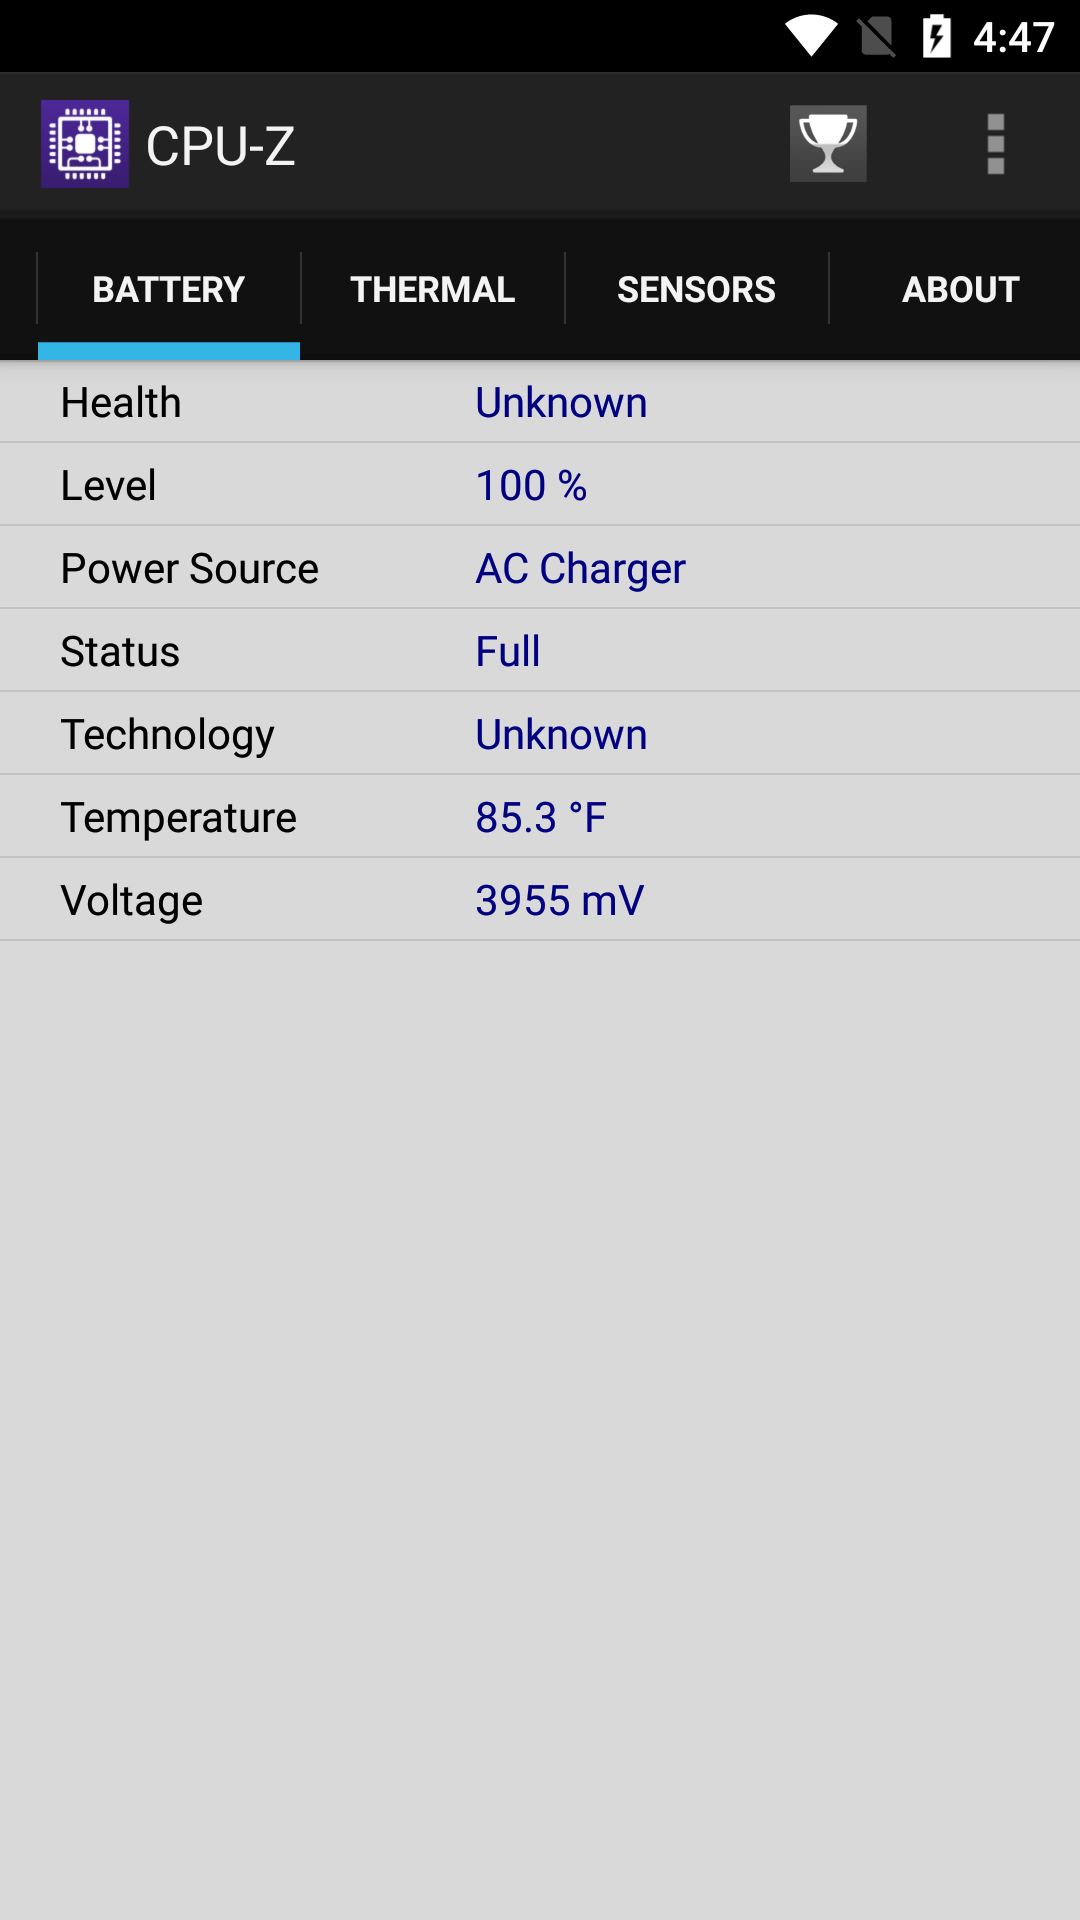 4:47
CPU-Z
BATTERY THERMAL SENSORS ABOUT
Health Unknown
Level 100 %
Power Source AC Charger
Status Full
Technology Unknown
Temperature 85.3 °F
Voltage 3955 mV